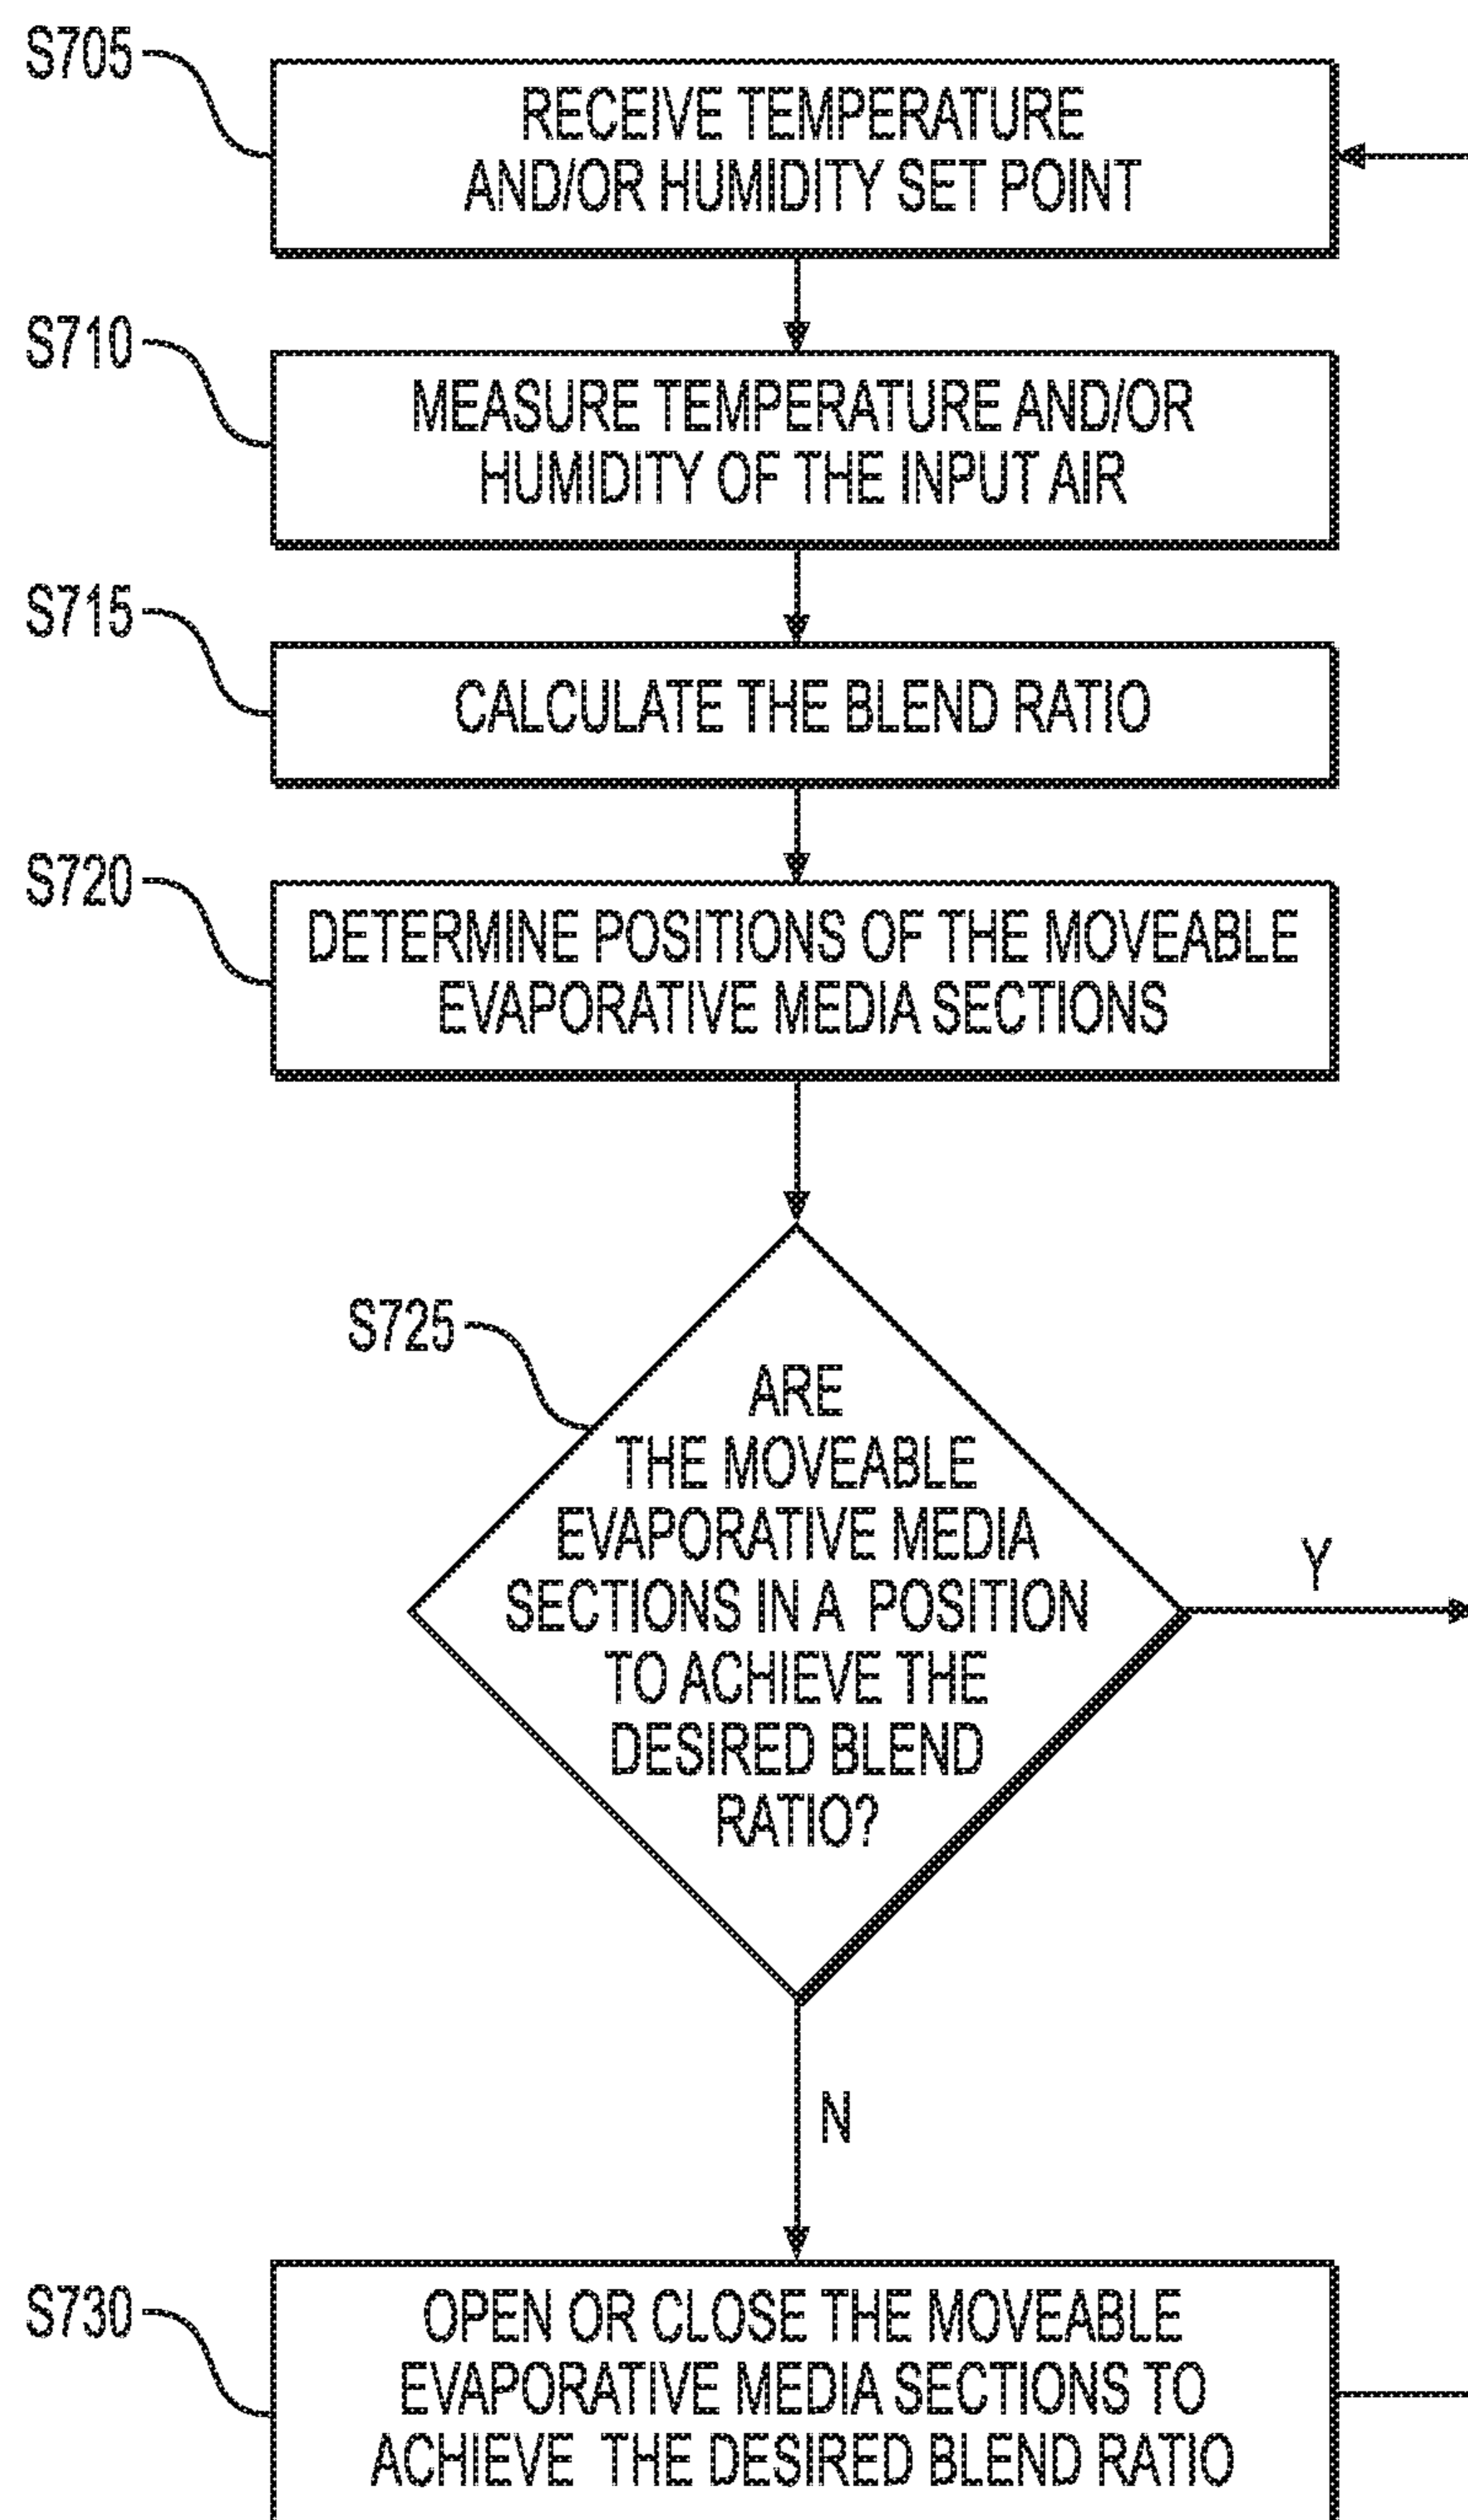 S705
RECEIVE TEMPERATURE
AND/OR HUMIDITY SET POINT
S710
MEASURE TEMPERATURE AND/OR
HUMIDITY OF THE INPUT AIR
S715
CALCULATE THE BLEND RATIO
S720
DETERMINE POSITIONS OF THE MOVEABLE
EVAPORATIVE MEDIA SECTIONS
S725
ARE
THE MOVEABLE
EVAPORATIVE MEDIA
SECTIONS IN A POSITION
TO ACHIEVE THE
DESIRED BLEND
RATIO?
Y
N
S730
OPEN OR CLOSE THE MOVEABLE
EVAPORATIVE MEDIA SECTIONS TO
ACHIEVE THE DESIRED BLEND RATIO